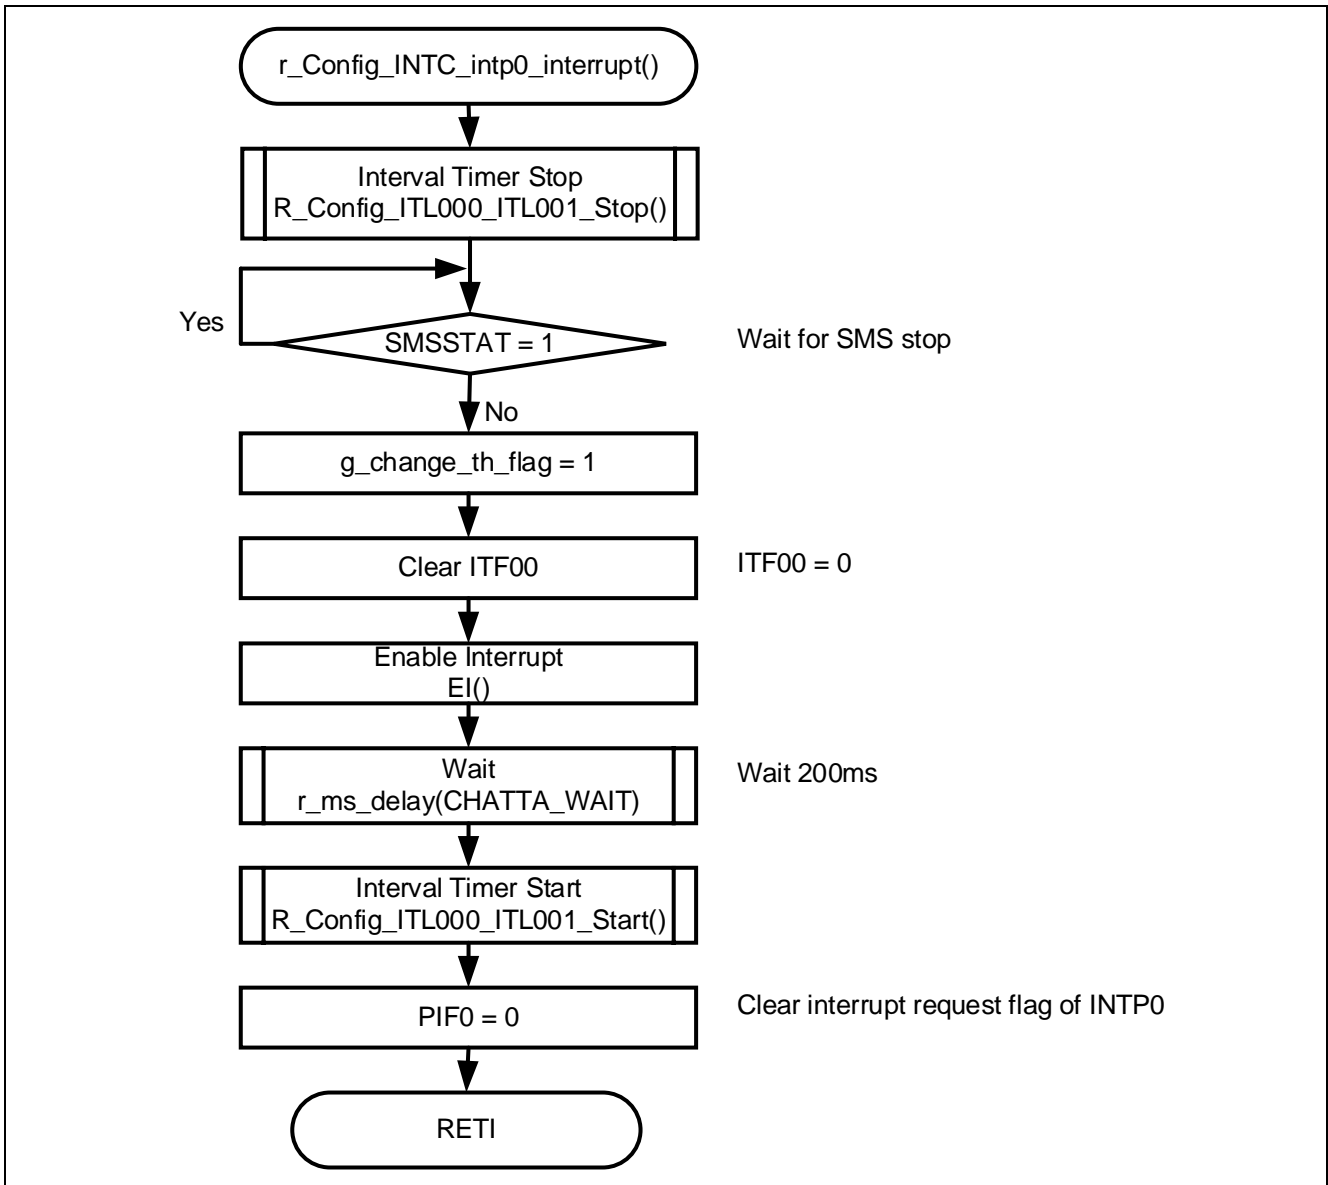 r_Config_INTC_intp0_interrupt()
Interval Timer Stop
R_Config_ITL000_ITL001_Stop()
Yes
SMSSTAT = 1
Wait for SMS stop
No
g_change_th_flag = 1
Clear ITF00
ITF00 = 0
Enable Interrupt
EI()
Wait
r_ms_delay(CHATTA_WAIT)
Wait 200ms
Interval Timer Start
R_Config_ITL000_ITL001_Start()
PIF0 = 0
Clear interrupt request flag of INTP0
RETI